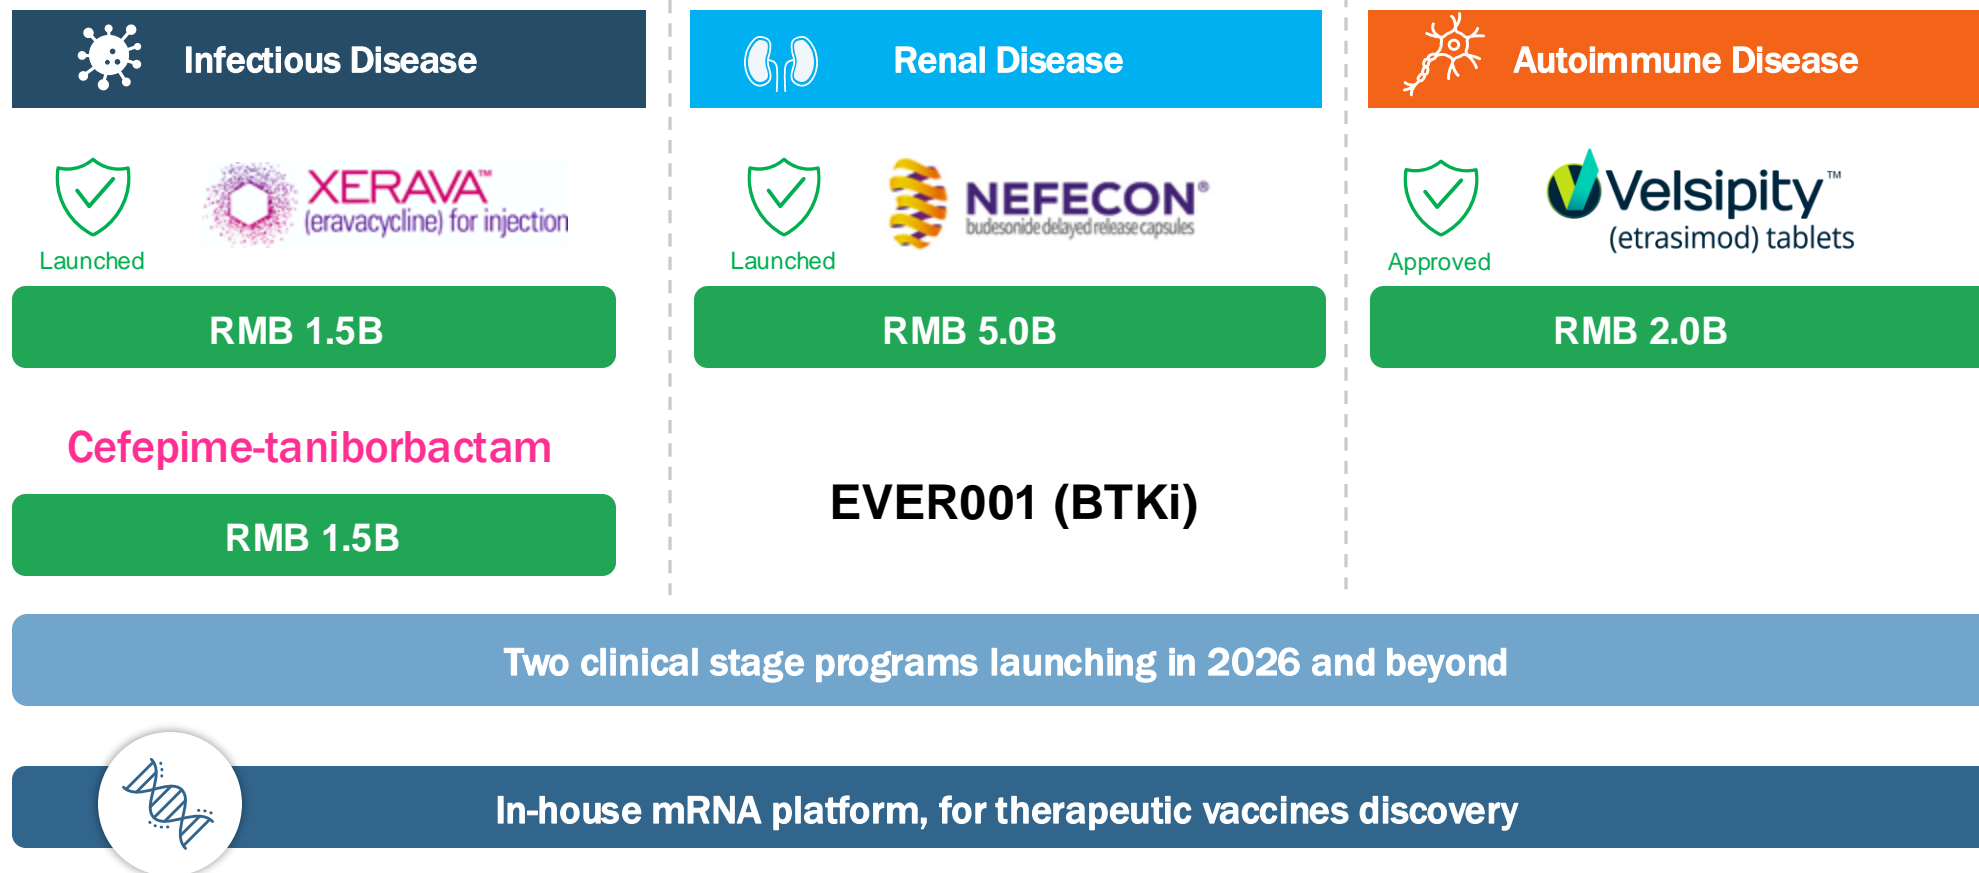 Infectious Disease
Launched
XERAVA™
(eravacycline) for injection
RMB 1.5B
Cefepime-taniborbactam
RMB 1.5B
Renal Disease
Launched
NEFECON®
budesonide delayed release capsules
RMB 5.0B
EVER001 (BTKi)
Autoimmune Disease
Approved
Velsipity™
(etrasimod) tablets
RMB 2.0B
Two clinical stage programs launching in 2026 and beyond
In-house mRNA platform, for therapeutic vaccines discovery